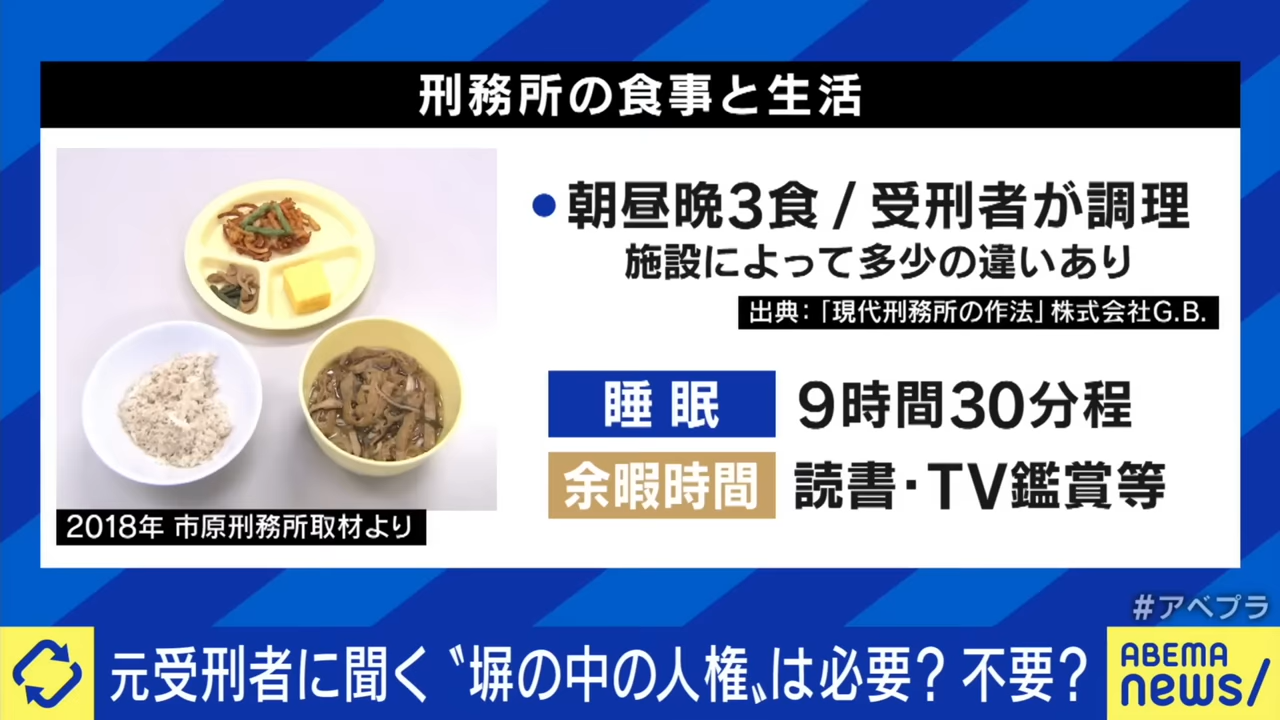 刑務所の食事と生活
●朝昼晩3食 / 受刑者が調理
施設によって多少の違いあり
出典：「現代刑務所の作法」株式会社G.B.
睡眠 9時間30分程
余暇時間 読書・TV鑑賞等
2018年 市原刑務所取材より
#アベプラ
元受刑者に聞く〝塀の中の人権〟は必要？ 不要？
ABEMA
news/